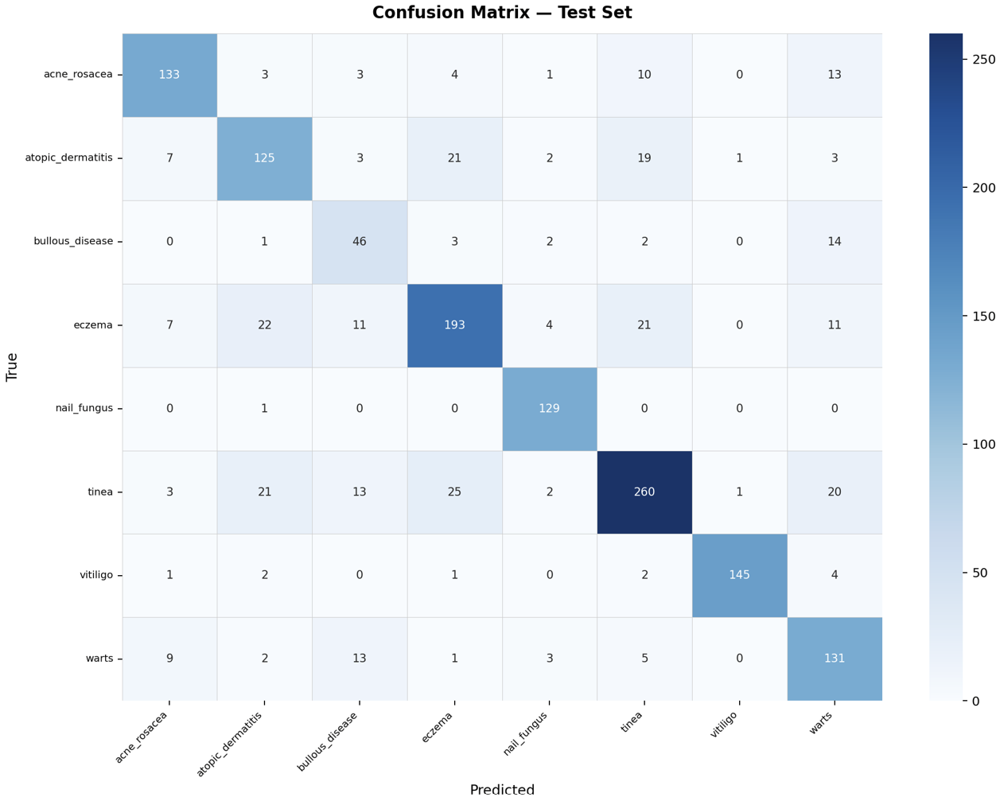 Confusion Matrix — Test Set
acne_rosacea 133 3 3 4 1 10 0 13
atopic_dermatitis 7 125 3 21 2 19 1 3
bullous_disease 0 1 46 3 2 2 0 14
eczema 7 22 11 193 4 21 0 11
nail_fungus 0 1 0 0 129 0 0 0
tinea 3 21 13 25 2 260 1 20
vitiligo 1 2 0 1 0 2 145 4
warts 9 2 13 1 3 5 0 131
True
acne_rosacea atopic_dermatitis bullous_disease eczema nail_fungus tinea vitiligo warts
Predicted
250
200
150
100
50
0